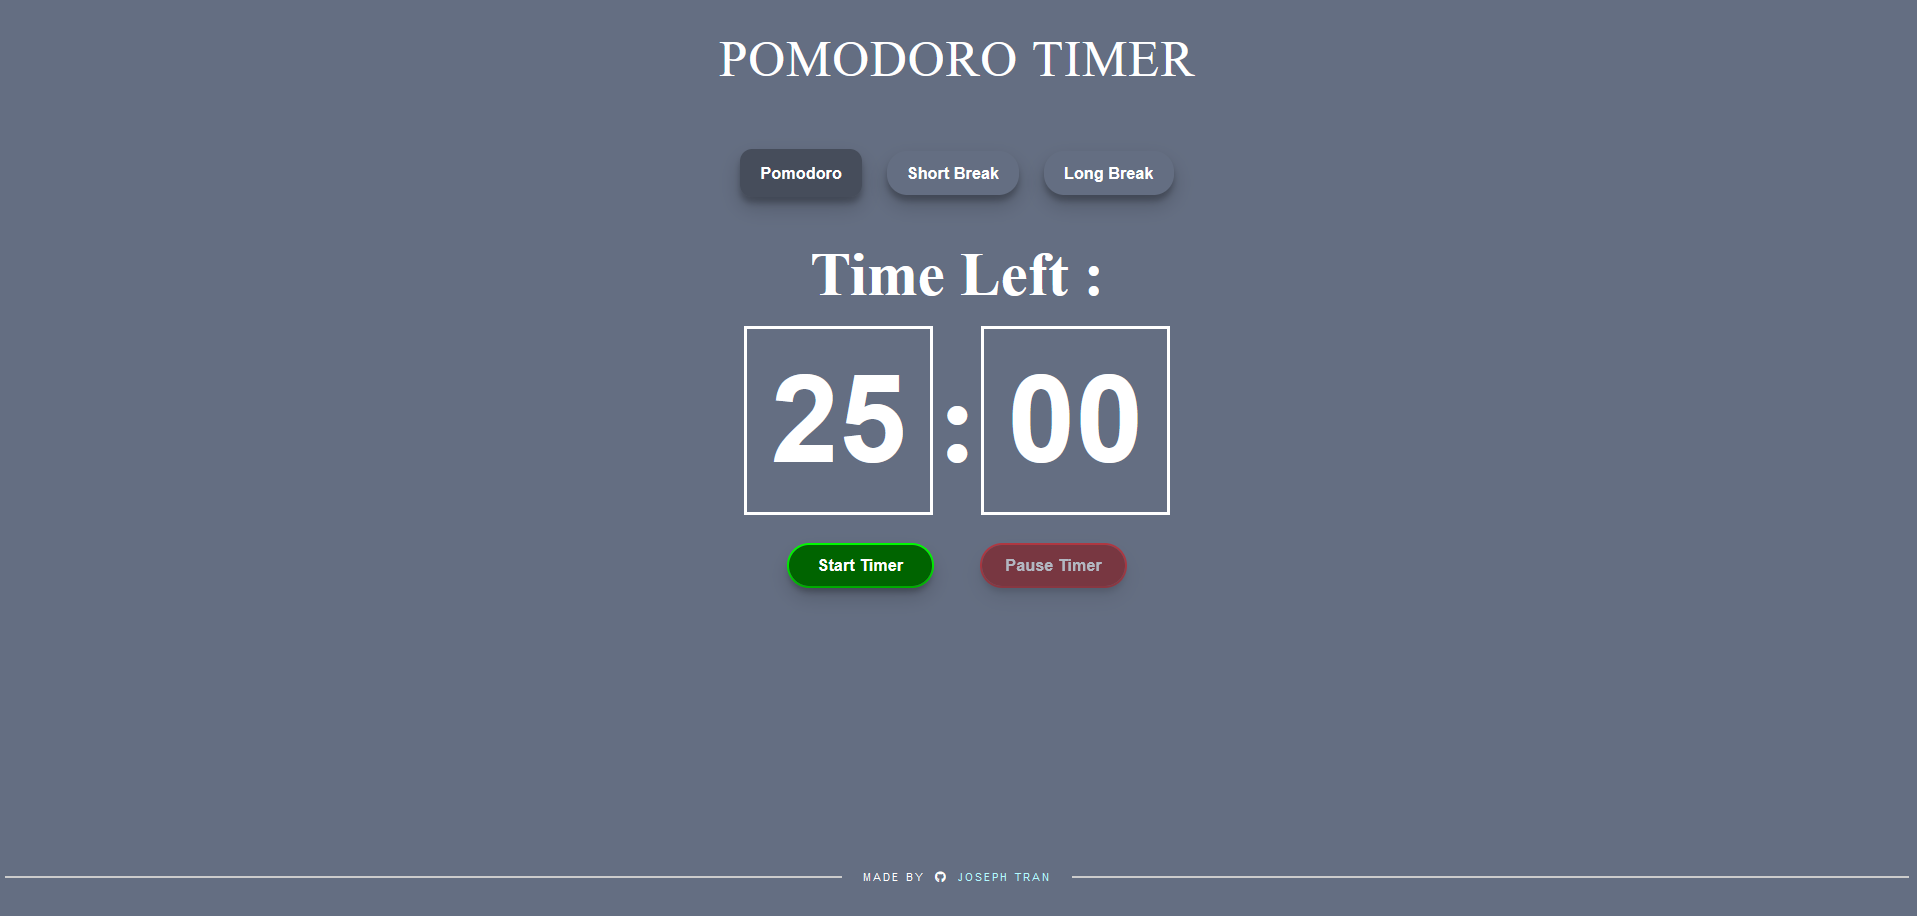 POMODORO TIMER
Pomodoro Short Break Long Break
Time Left :
25 : 00
Start Timer Pause Timer
MADE BY JOSEPH TRAN